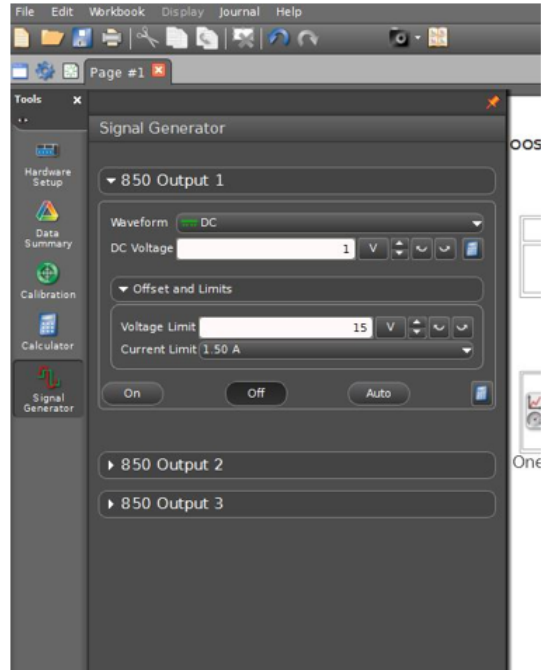 File Edit Workbook Display Journal Help
Page #1
Tools x
Signal Generator
Hardware
Setup
Data
Summary
Calibration
Calculator
Signal
Generator
850 Output 1
Waveform DC
DC Voltage 1 V
Offset and Limits
Voltage Limit 15 V
Current Limit 1.50 A
On Off Auto
850 Output 2
850 Output 3
oos
One